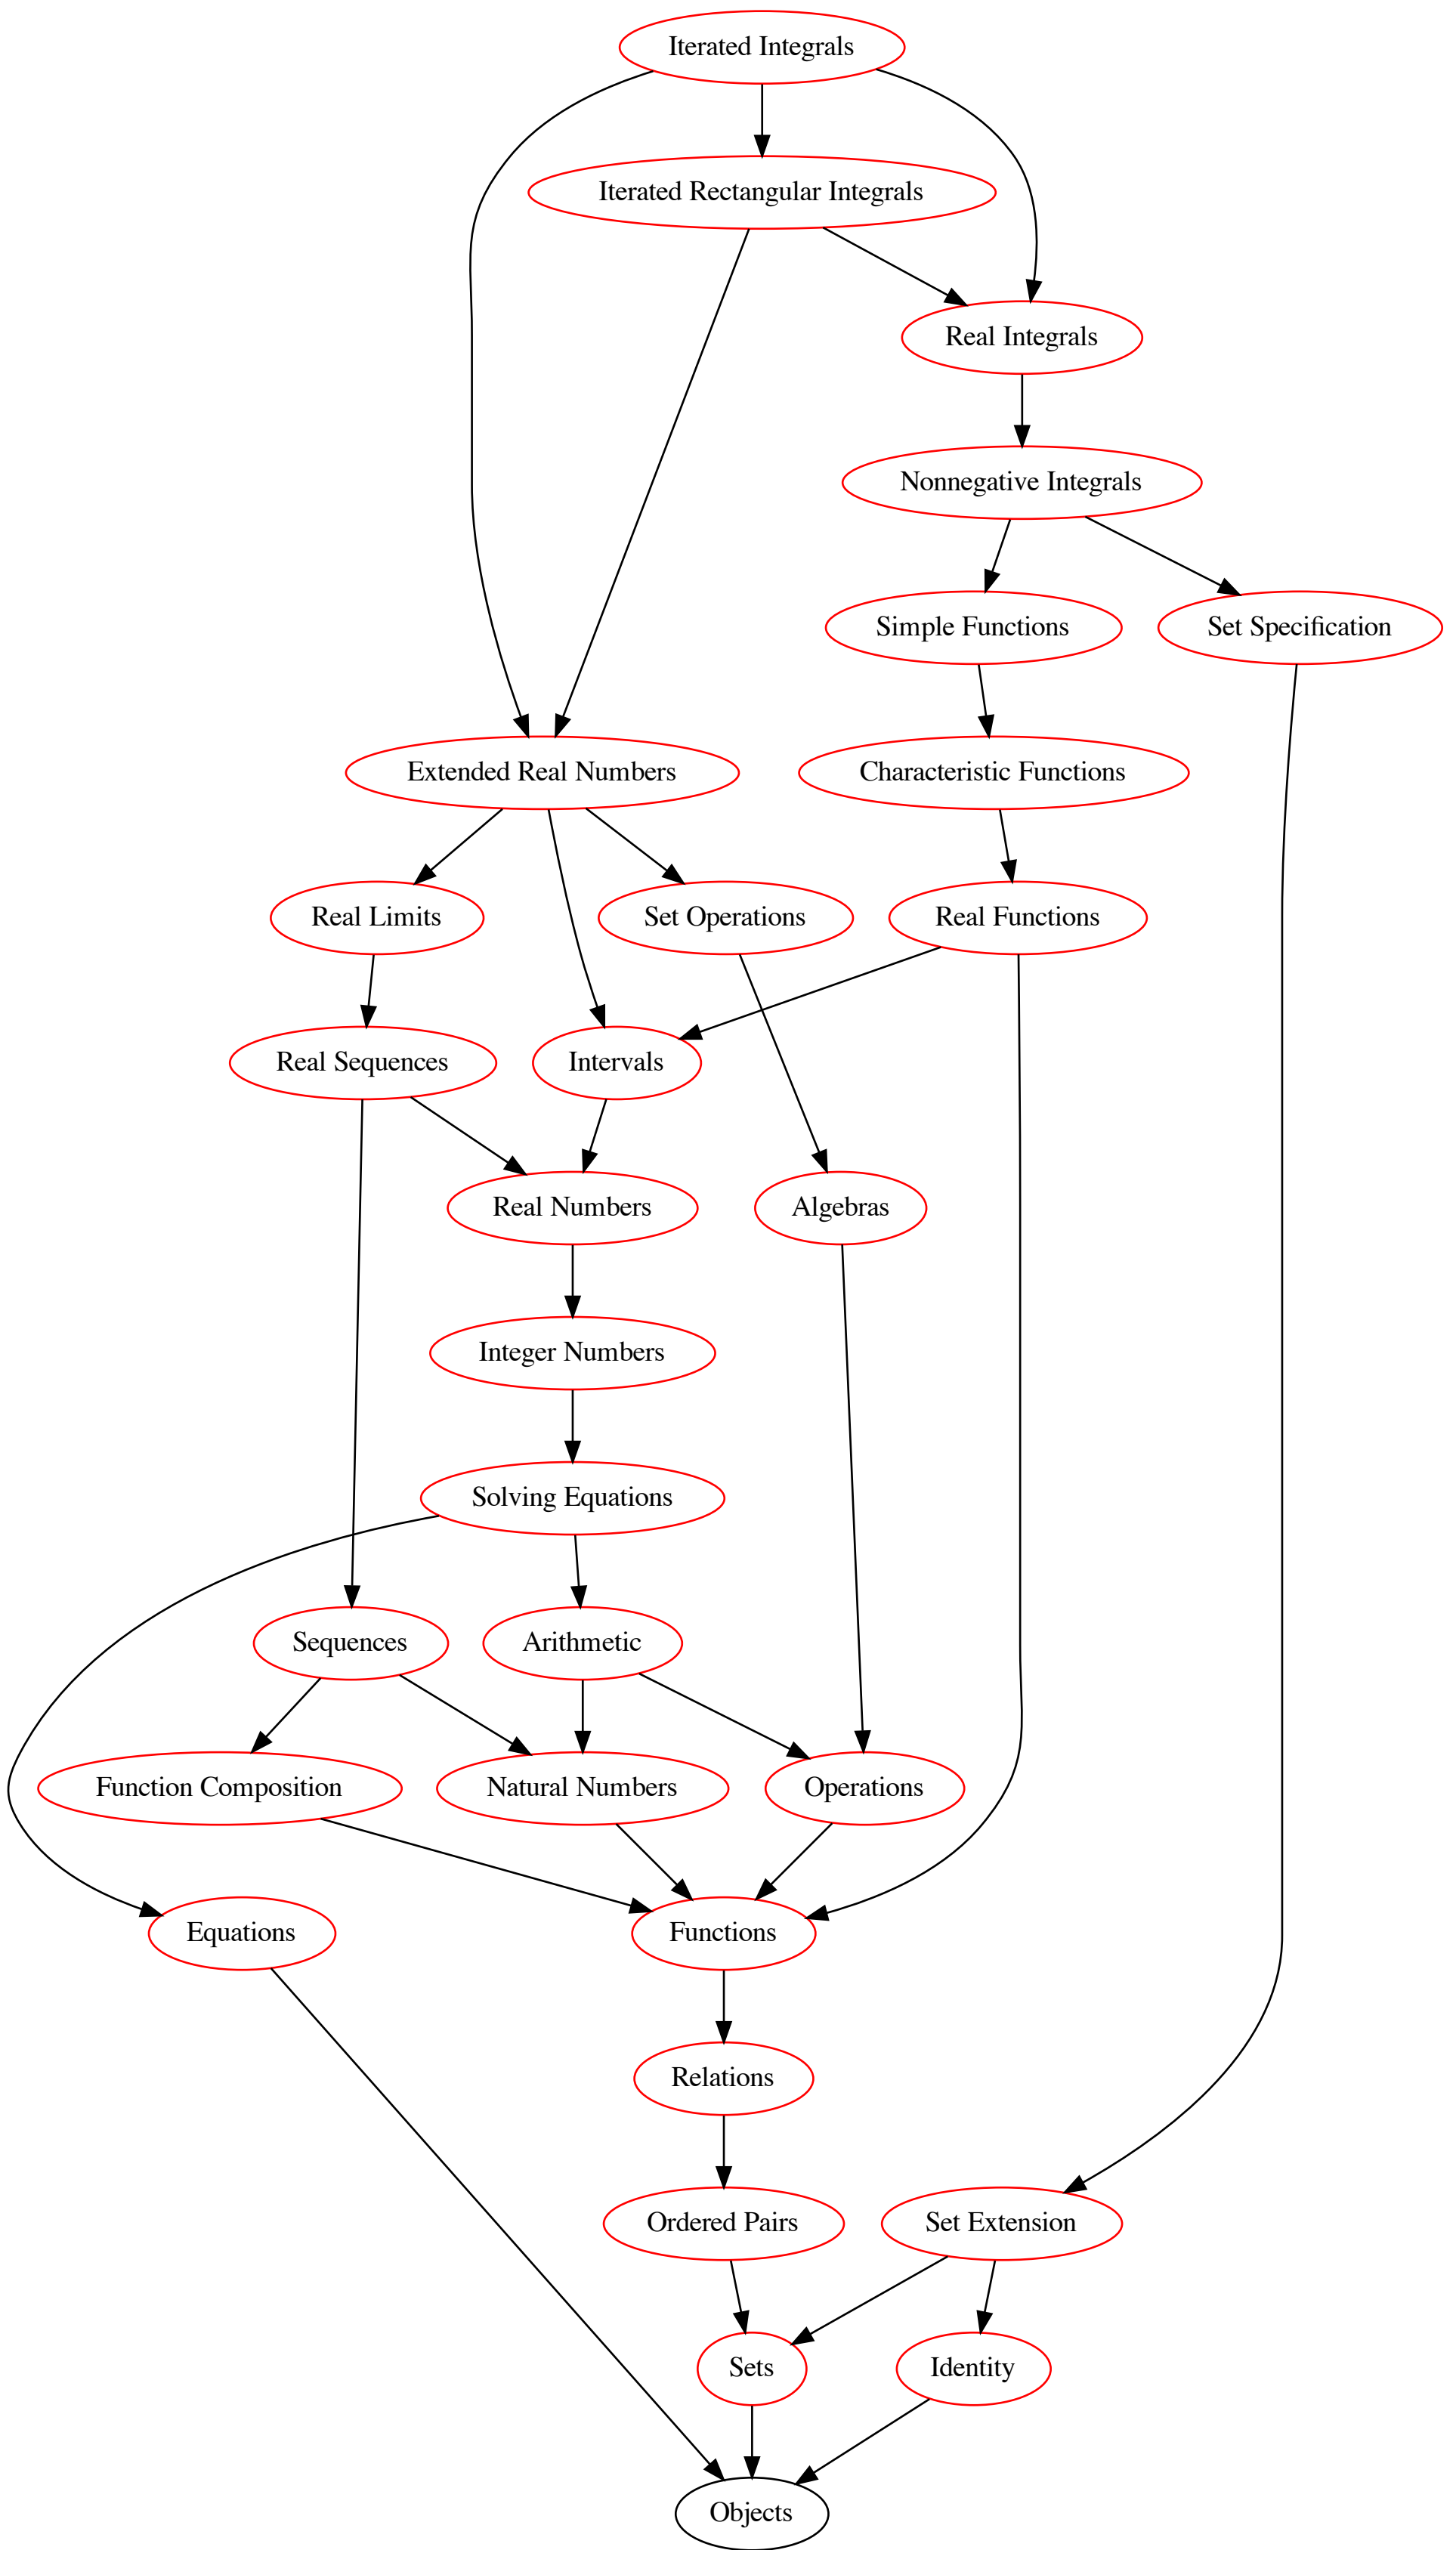 Iterated Integrals
Iterated Rectangular Integrals
Real Integrals
Nonnegative Integrals
Simple Functions
Set Specification
Extended Real Numbers
Characteristic Functions
Real Limits
Set Operations
Real Functions
Real Sequences
Intervals
Real Numbers
Algebras
Integer Numbers
Solving Equations
Sequences
Arithmetic
Function Composition
Natural Numbers
Operations
Equations
Functions
Relations
Ordered Pairs
Set Extension
Sets
Identity
Objects